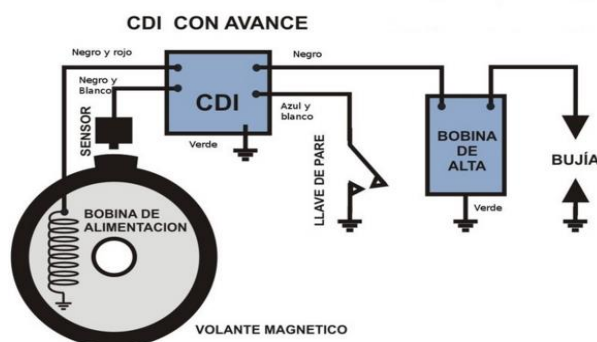 CDI CON AVANCE
Negro y rojo
Negro
Negro y
Blanco
CDI
Azul y
blanco
SENSOR
Verde
LLAVE DE PARE
BOBINA
DE
ALTA
BUJÍA
Verde
BOBINA DE
ALIMENTACION
VOLANTE MAGNETICO